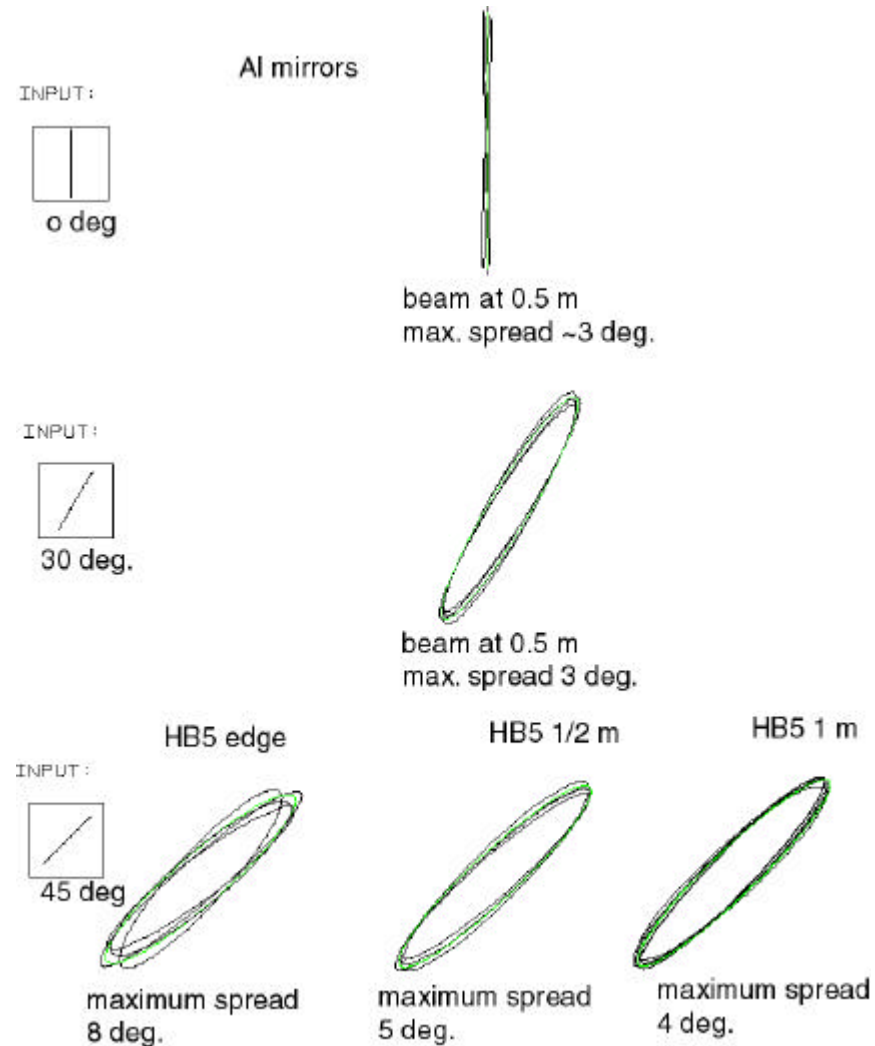 Al mirrors
INPUT:
o deg
beam at 0.5 m
max. spread ~3 deg.
INPUT:
30 deg.
beam at 0.5 m
max. spread 3 deg.
HB5 edge
HB5 1/2 m
HB5 1 m
INPUT:
45 deg
maximum spread
8 deg.
maximum spread
5 deg.
maximum spread
4 deg.